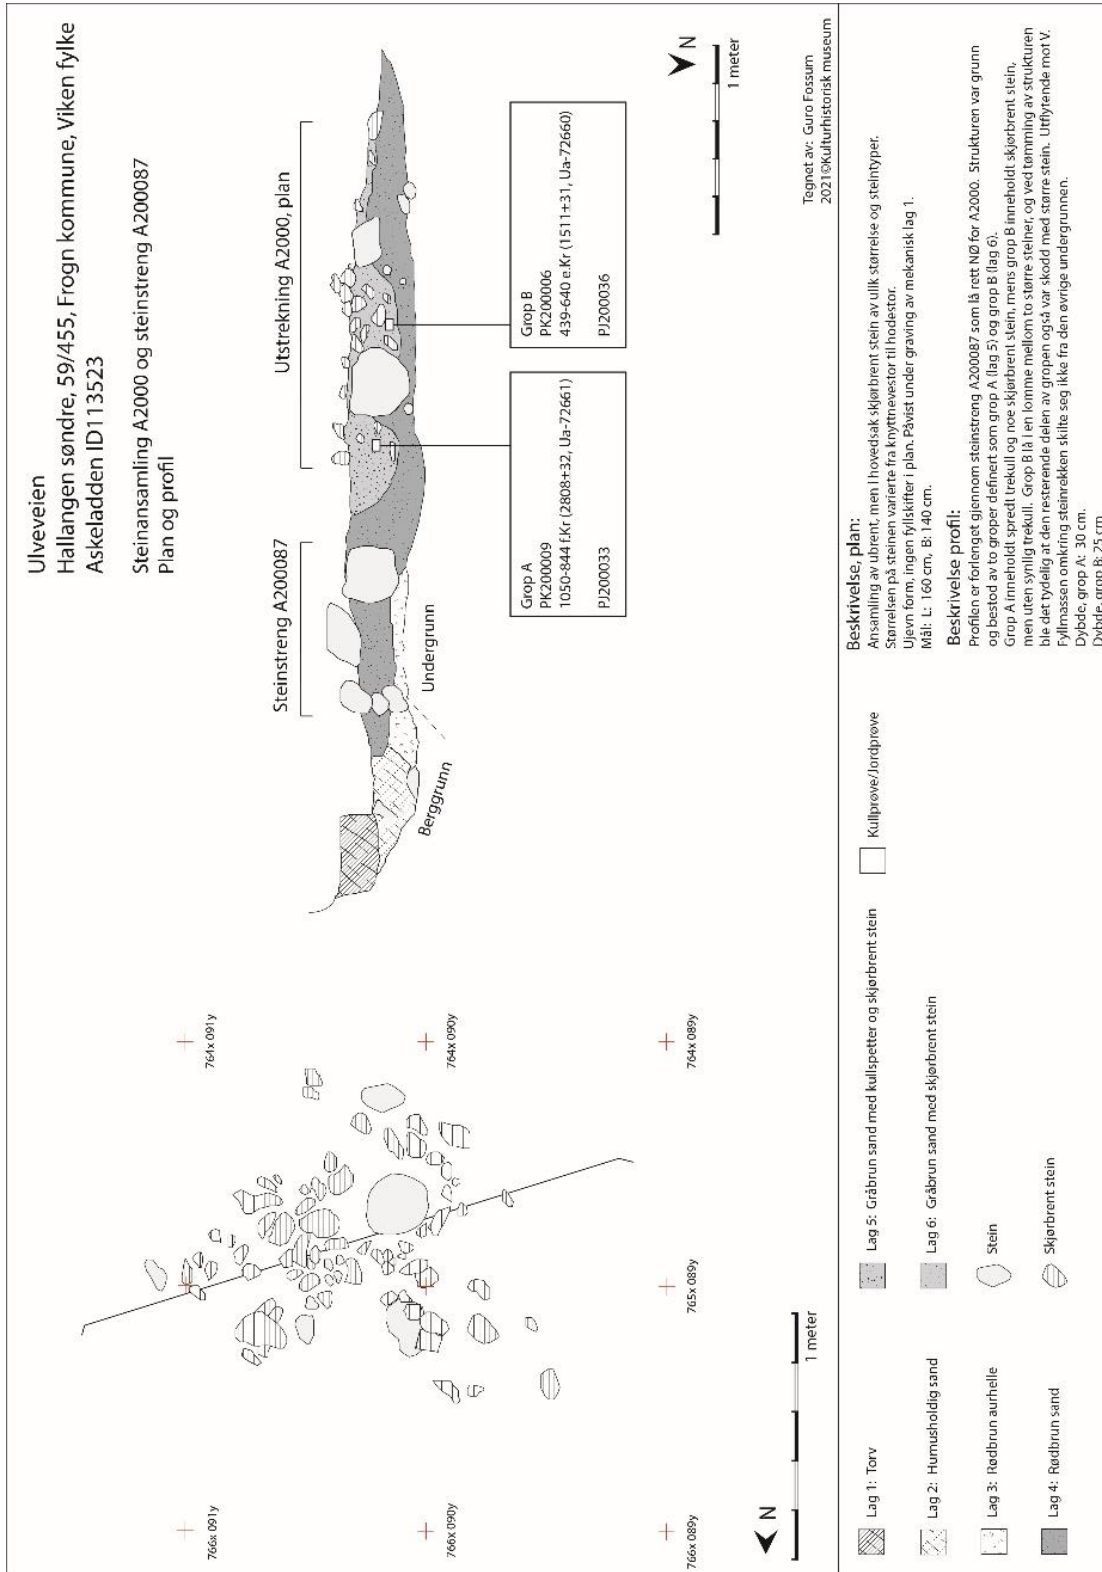 Ulveveien
Hallangen søndre, 59/455, Frogn kommune, Viken fylke
Askeladden ID113523
Steinansamling A2000 og steinstreng A200087
Plan og profil
Steinstreng A200087
Utstrekning A2000, plan
Berggrunn
Undergrunn
Grop A
PK200009
1050-844 f.Kr (2808±32, Ua-72661)
PJ200033
Grop B
PK200006
439-640 e.Kr (1511±31, Ua-72660)
PJ200036
N
1 meter
Tegnet av: Guro Fossum
2021©Kulturhistorisk museum
766x 091y
764x 091y
766x 090y
764x 090y
766x 089y
765x 089y
764x 089y
N
1 meter
Lag 1: Torv
Lag 2: Humusholdig sand
Lag 3: Rødbrun aurhelle
Lag 4: Rødbrun sand
Lag 5: Gråbrun sand med kullspetter og skjørbrent stein
Lag 6: Gråbrun sand med skjørbrent stein
Stein
Skjørbrent stein
Kullprøve/Jordprøve
Beskrivelse, plan:
Ansamling av ubrent, men i hovedsak skjørbrent stein av ulik størrelse og steintyper.
Størrelsen på steinen varierte fra knyttnevestor til hodestor.
Ujevn form, ingen fyllskifter i plan. Påvist under graving av mekanisk lag 1.
Mål: L: 160 cm, B: 140 cm.
Beskrivelse profil:
Profilen er forlenget gjennom steinstreng A200087 som lå rett NØ for A2000. Strukturen var grunn
og bestod av to groper definert som grop A (lag 5) og grop B (lag 6).
Grop A inneholdt spredt trekull og noe skjørbrent stein, mens grop B inneholdt skjørbrent stein,
men uten synlig trekull. Grop B lå i en lomme mellom to større steiner, og ved tømming av strukturen
ble det tydelig at den resterende delen av gropen også var skodd med større stein. Utflytende mot V.
Fyllmassen omkring steinrekken skilte seg ikke fra den øvrige undergrunnen.
Dybde, grop A: 30 cm.
Dybde, grop B: 25 cm